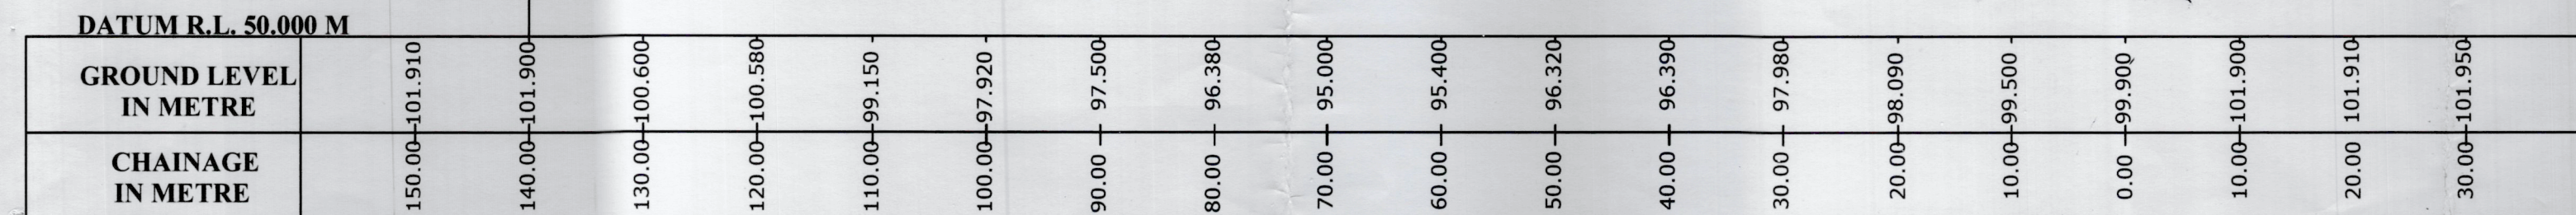 DATUM R.L. 50.000 M
GROUND LEVEL
IN METRE
101.910 101.900 100.600 100.580 99.150 97.920 97.500 96.380 95.000 95.400 96.320 96.390 97.980 98.090 99.500 99.900 101.900 101.910 101.950
CHAINAGE
IN METRE
150.00 140.00 130.00 120.00 110.00 100.00 90.00 80.00 70.00 60.00 50.00 40.00 30.00 20.00 10.00 0.00 10.00 20.00 30.00